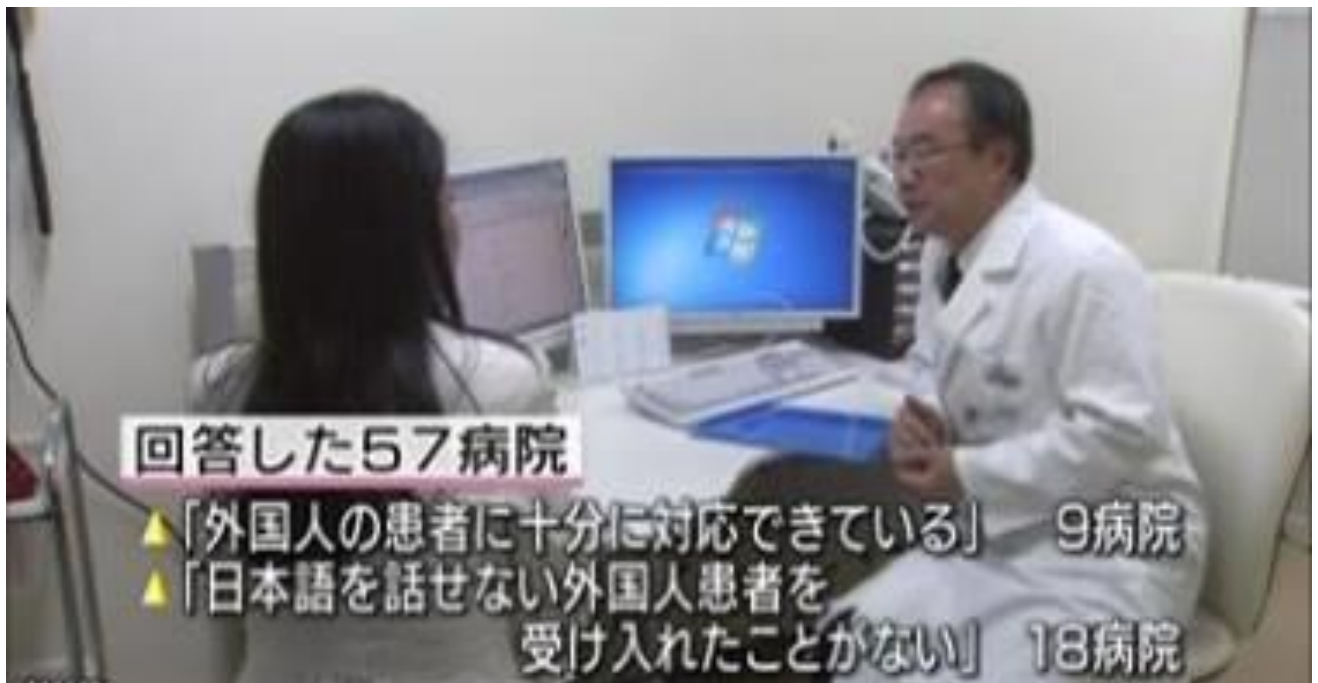 回答した57病院
▲「外国人の患者に十分に対応できている」 9病院
▲「日本語を話せない外国人患者を
受け入れたことがない」 18病院